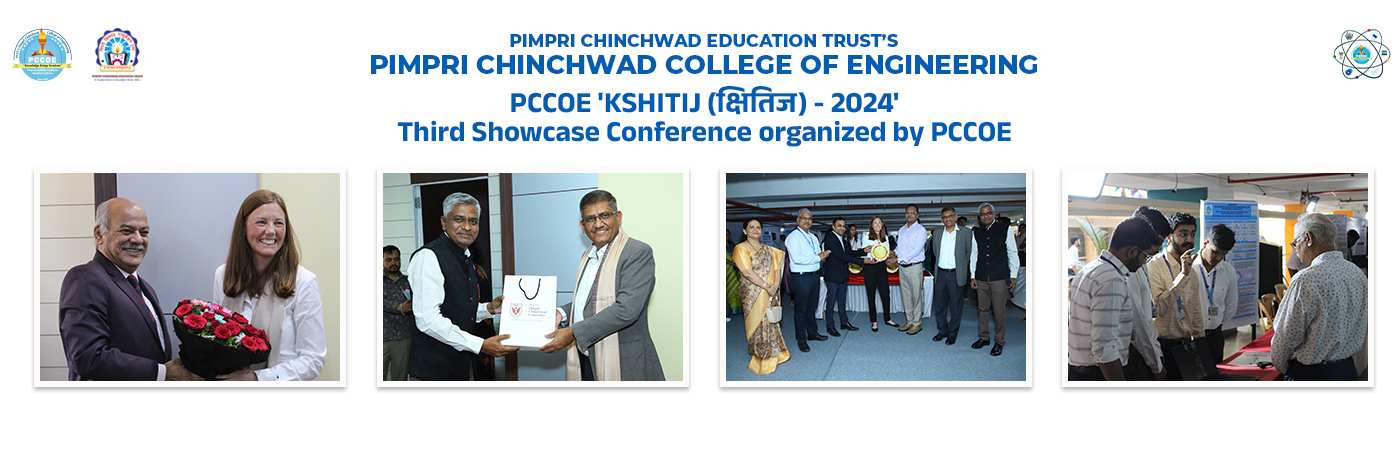 PCCOE
PIMPRI CHINCHWAD EDUCATION TRUST'S
PIMPRI CHINCHWAD COLLEGE OF ENGINEERING
PCCOE 'KSHITIJ (क्षितिज) - 2024'
Third Showcase Conference organized by PCCOE